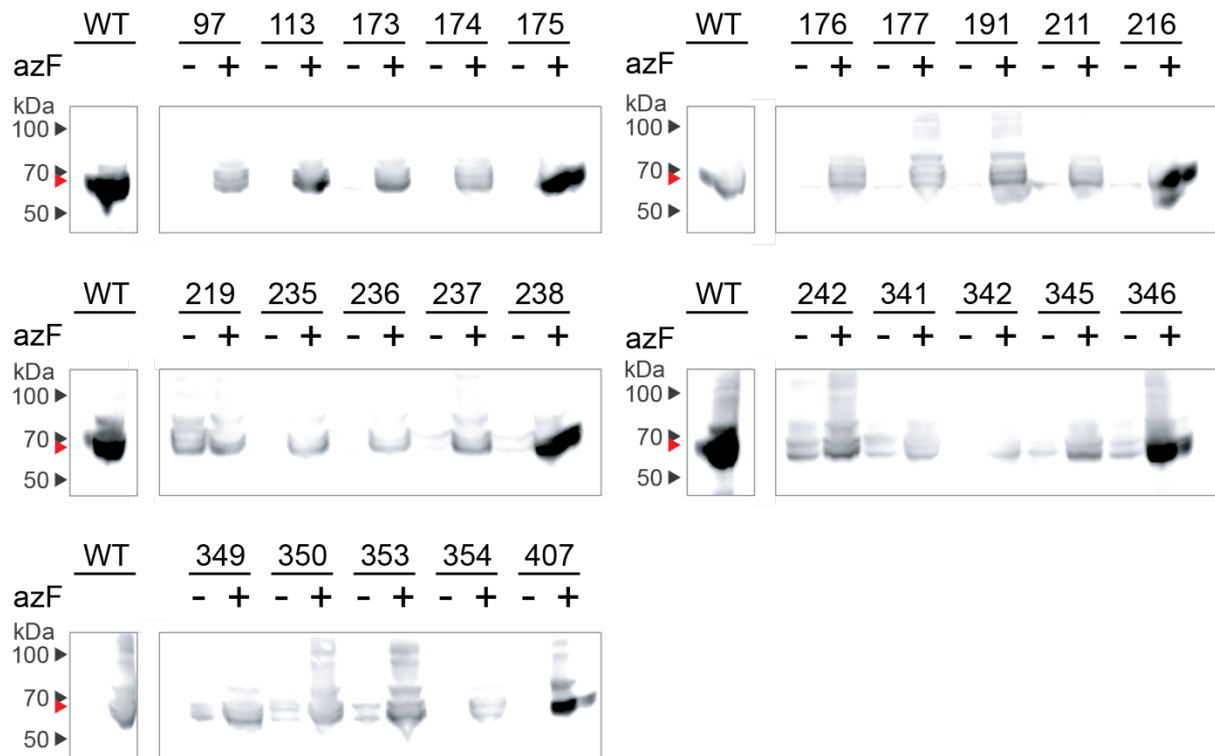 WT 97 113 173 174 175
azF - + - + - + - + - +
kDa
100
70
50
WT 176 177 191 211 216
azF - + - + - + - + - +
kDa
100
70
50
WT 219 235 236 237 238
azF - + - + - + - + - +
kDa
100
70
50
WT 242 341 342 345 346
azF - + - + - + - + - +
kDa
100
70
50
WT 349 350 353 354 407
azF - + - + - + - + - +
kDa
100
70
50